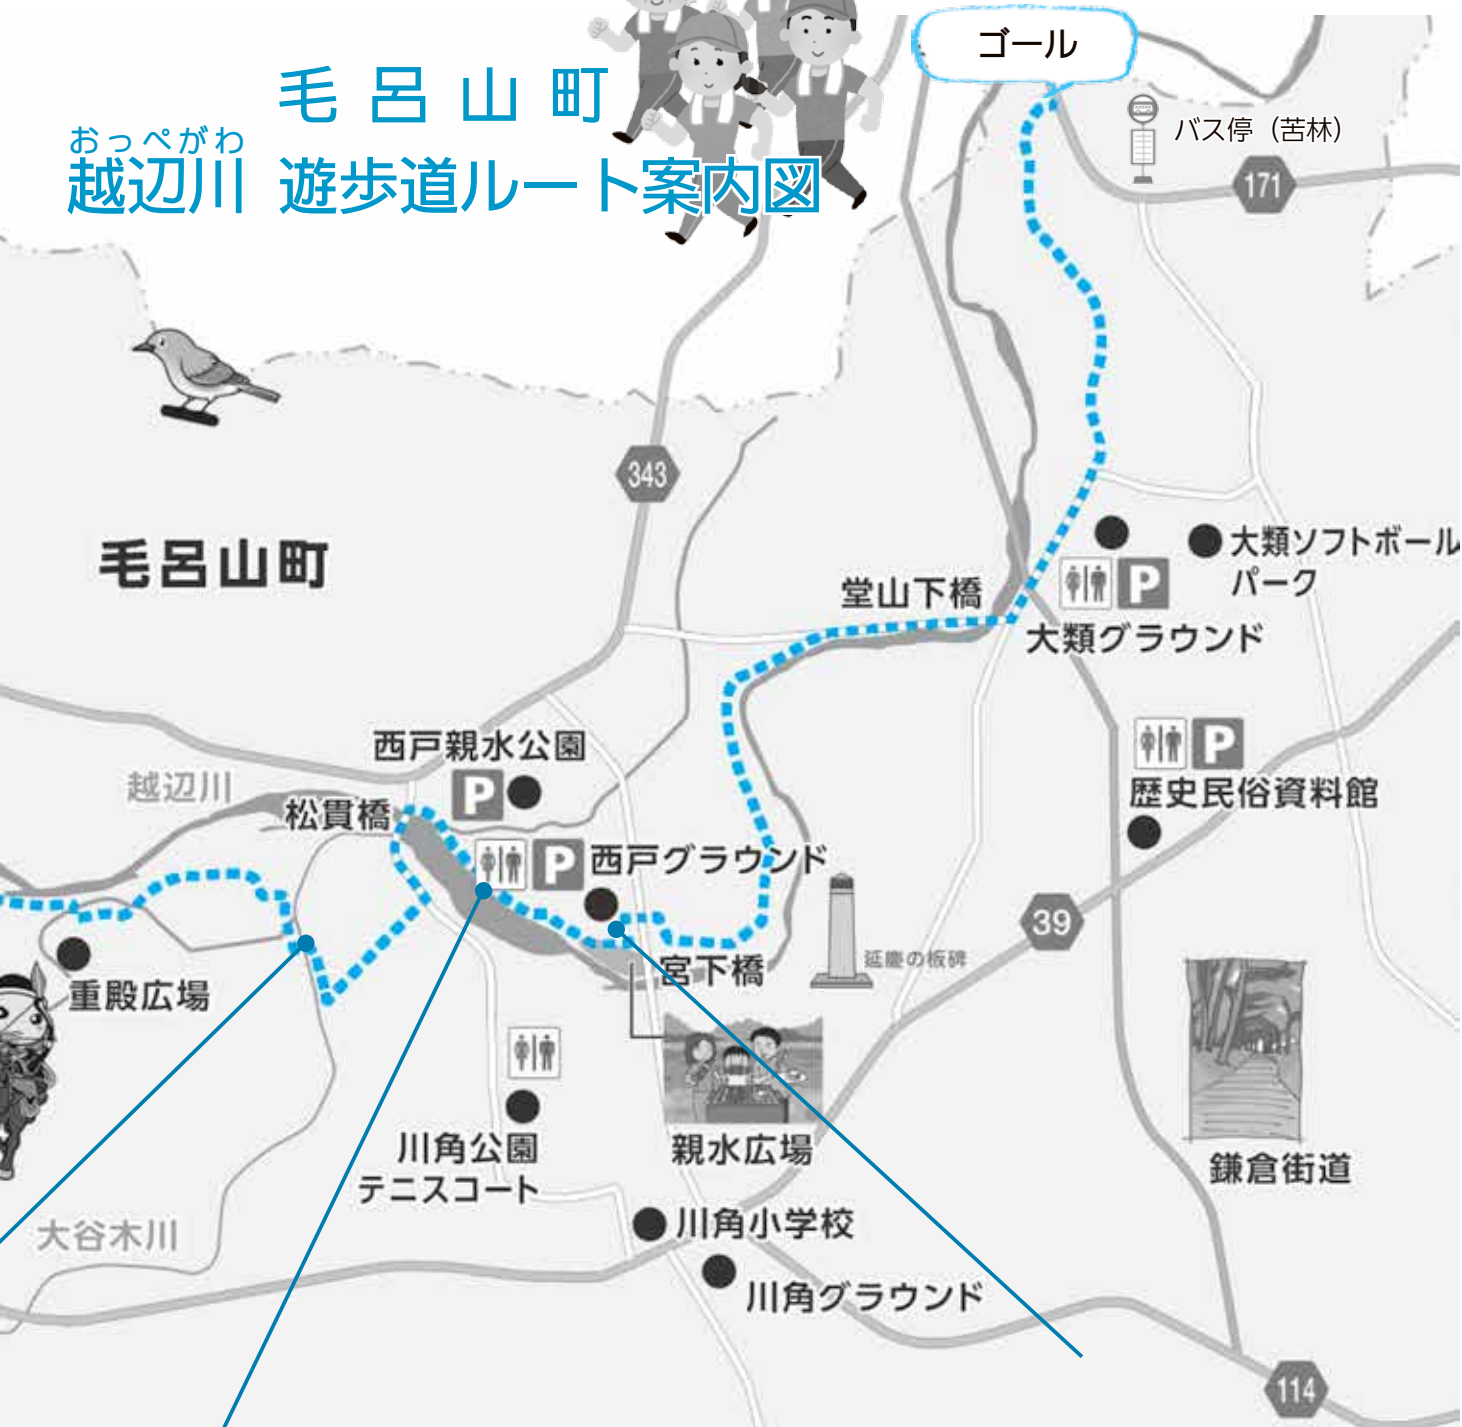 毛呂山町
おっぺがわ
越辺川 遊歩道ルート案内図
ゴール
バス停（苦林）
171
343
毛呂山町
大類ソフトボール
パーク
P
堂山下橋
大類グラウンド
西戸親水公園
P
P
歴史民俗資料館
越辺川
松貫橋
P
西戸グラウンド
39
重殿広場
宮下橋
延慶の板碑
川角公園
テニスコート
親水広場
鎌倉街道
大谷木川
川角小学校
川角グラウンド
114